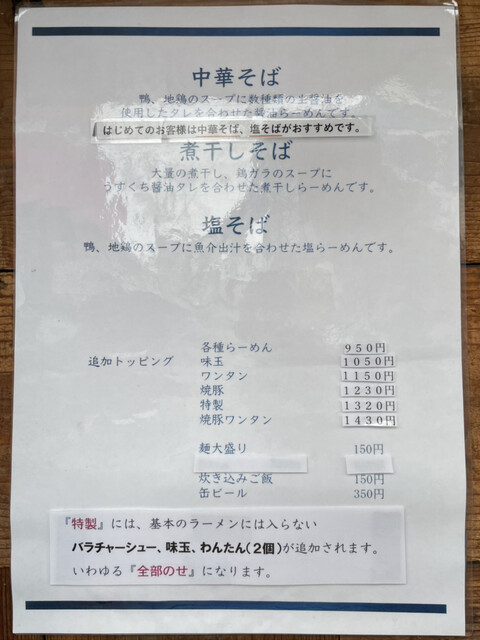 中華そば
鴨、地鶏のスープに数種類の生醤油を
使用したタレを合わせた醤油らーめんです。
はじめてのお客様は中華そば、塩そばがおすすめです。
煮干しそば
大量の煮干し、鶏ガラのスープに
うすくち醤油タレを合わせた煮干しらーめんです。
塩そば
鴨、地鶏のスープに魚介出汁を合わせた塩らーめんです。
各種らーめん 950円
追加トッピング 味玉 1050円
ワンタン 1150円
焼豚 1230円
特製 1320円
焼豚ワンタン 1430円
麺大盛り 150円
炊き込みご飯 150円
缶ビール 350円
『特製』には、基本のラーメンには入らない
バラチャーシュー、味玉、わんたん(2個)が追加されます。
いわゆる『全部のせ』になります。